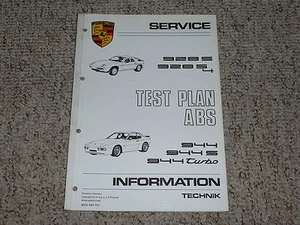 SERVICE
928 S
928 S 4
TEST PLAN
ABS
944
944 S
944 turbo
INFORMATION
TECHNIK